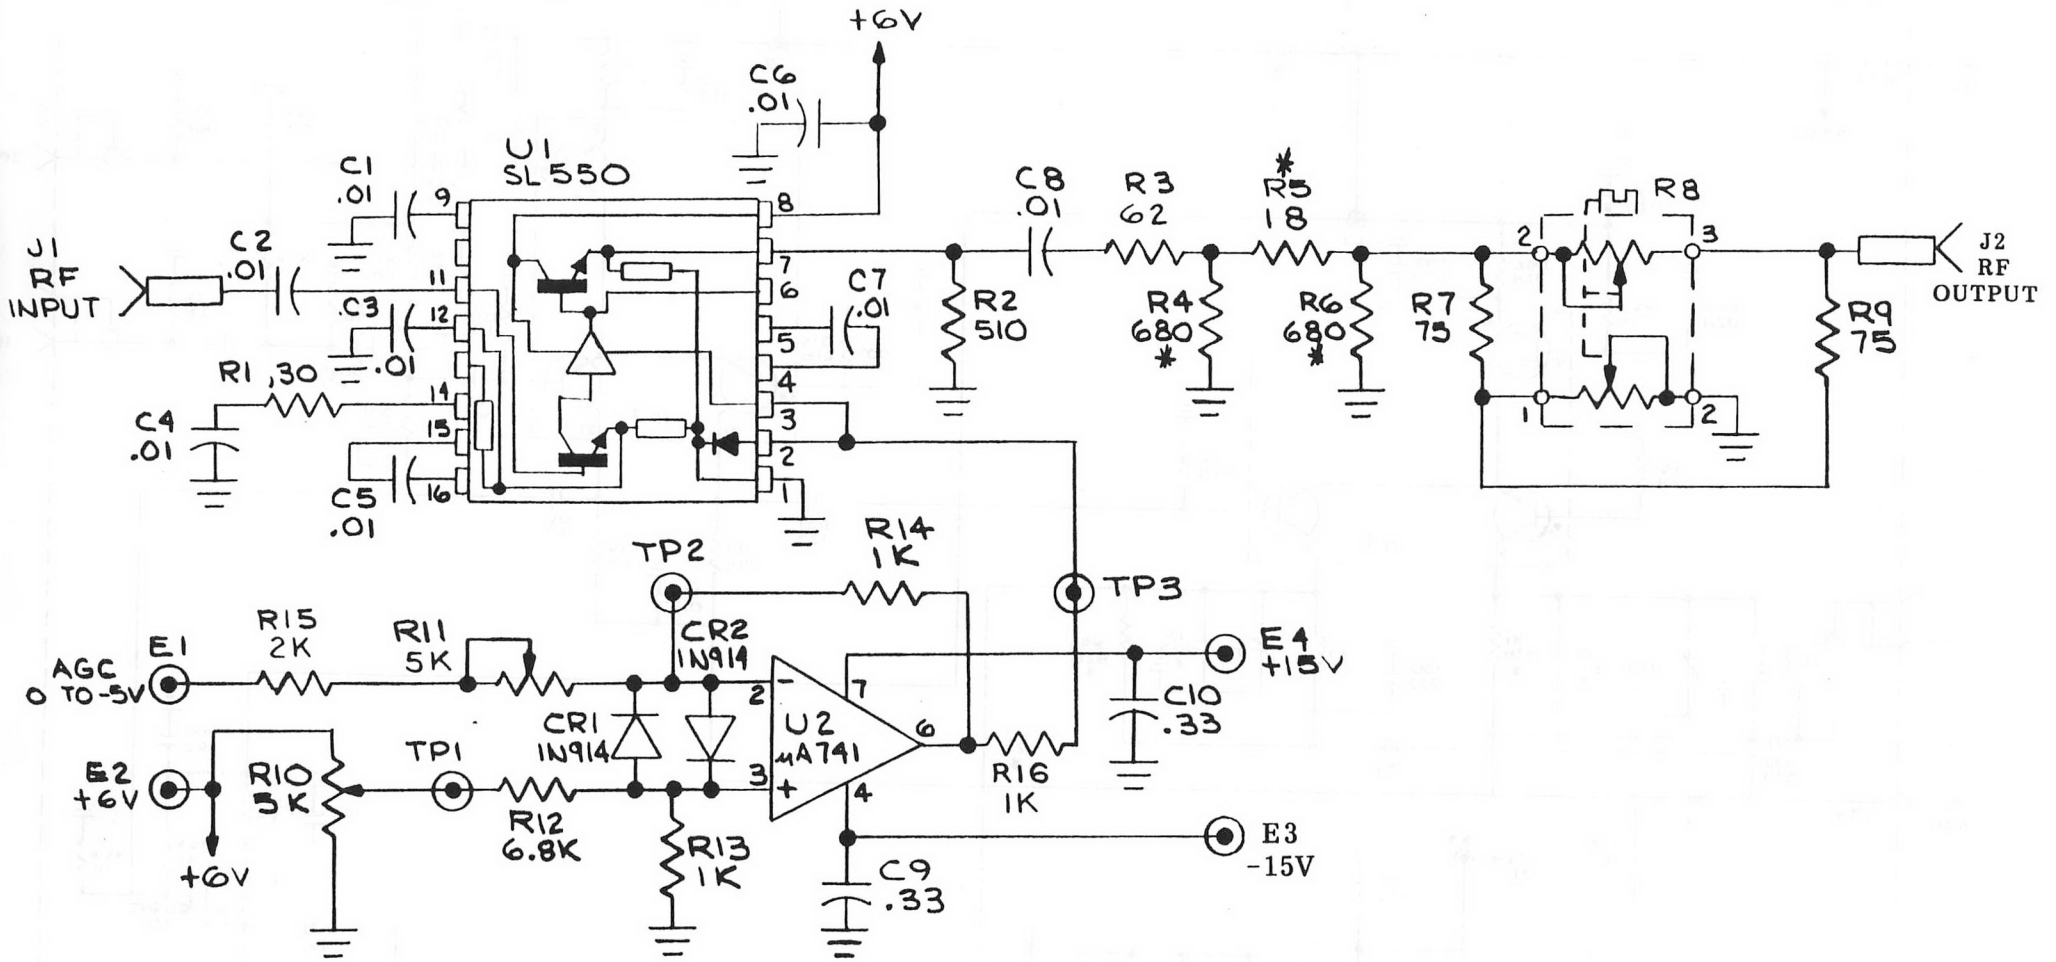 +6V
C6
.01
U1
SL550
C1
.01
9
8
J1
RF
INPUT
C2
.01
11
7
6
C3
.01
12
C7
.01
5
R1
30
4
C4
.01
14
15
3
2
C5
.01
16
1
C8
.01
R3
62
*
R5
18
R2
510
R4
680
*
R6
680
*
R7
75
R8
2
3
1
2
R9
75
J2
RF
OUTPUT
TP2
R14
1K
TP3
AGC
0 TO -5V
E1
R15
2K
R11
5K
CR2
1N914
CR1
1N914
2
-
7
U2
µA741
6
3
+
4
R16
1K
E4
+15V
C10
.33
E2
+6V
+6V
R10
5K
TP1
R12
6.8K
R13
1K
C9
.33
E3
-15V